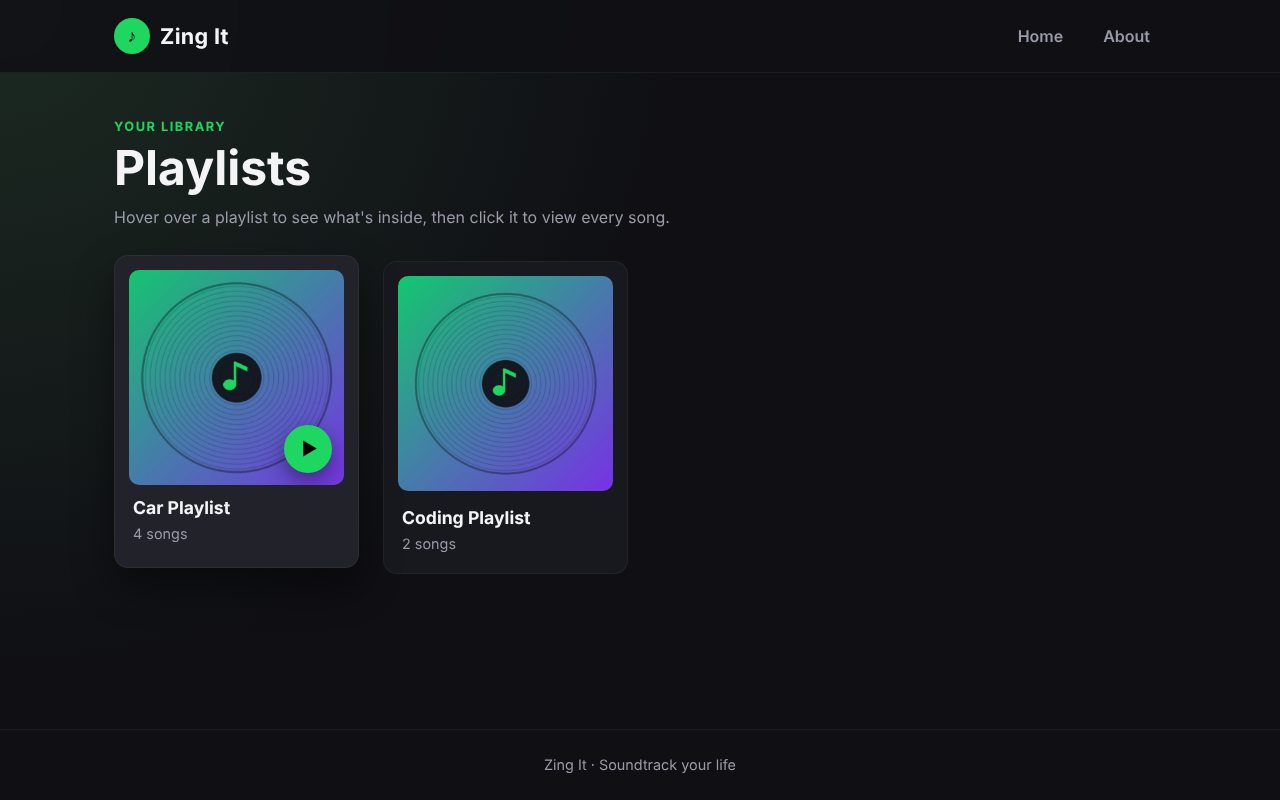 Zing It
Home
About
YOUR LIBRARY
Playlists
Hover over a playlist to see what's inside, then click it to view every song.
Car Playlist
4 songs
Coding Playlist
2 songs
Zing It · Soundtrack your life